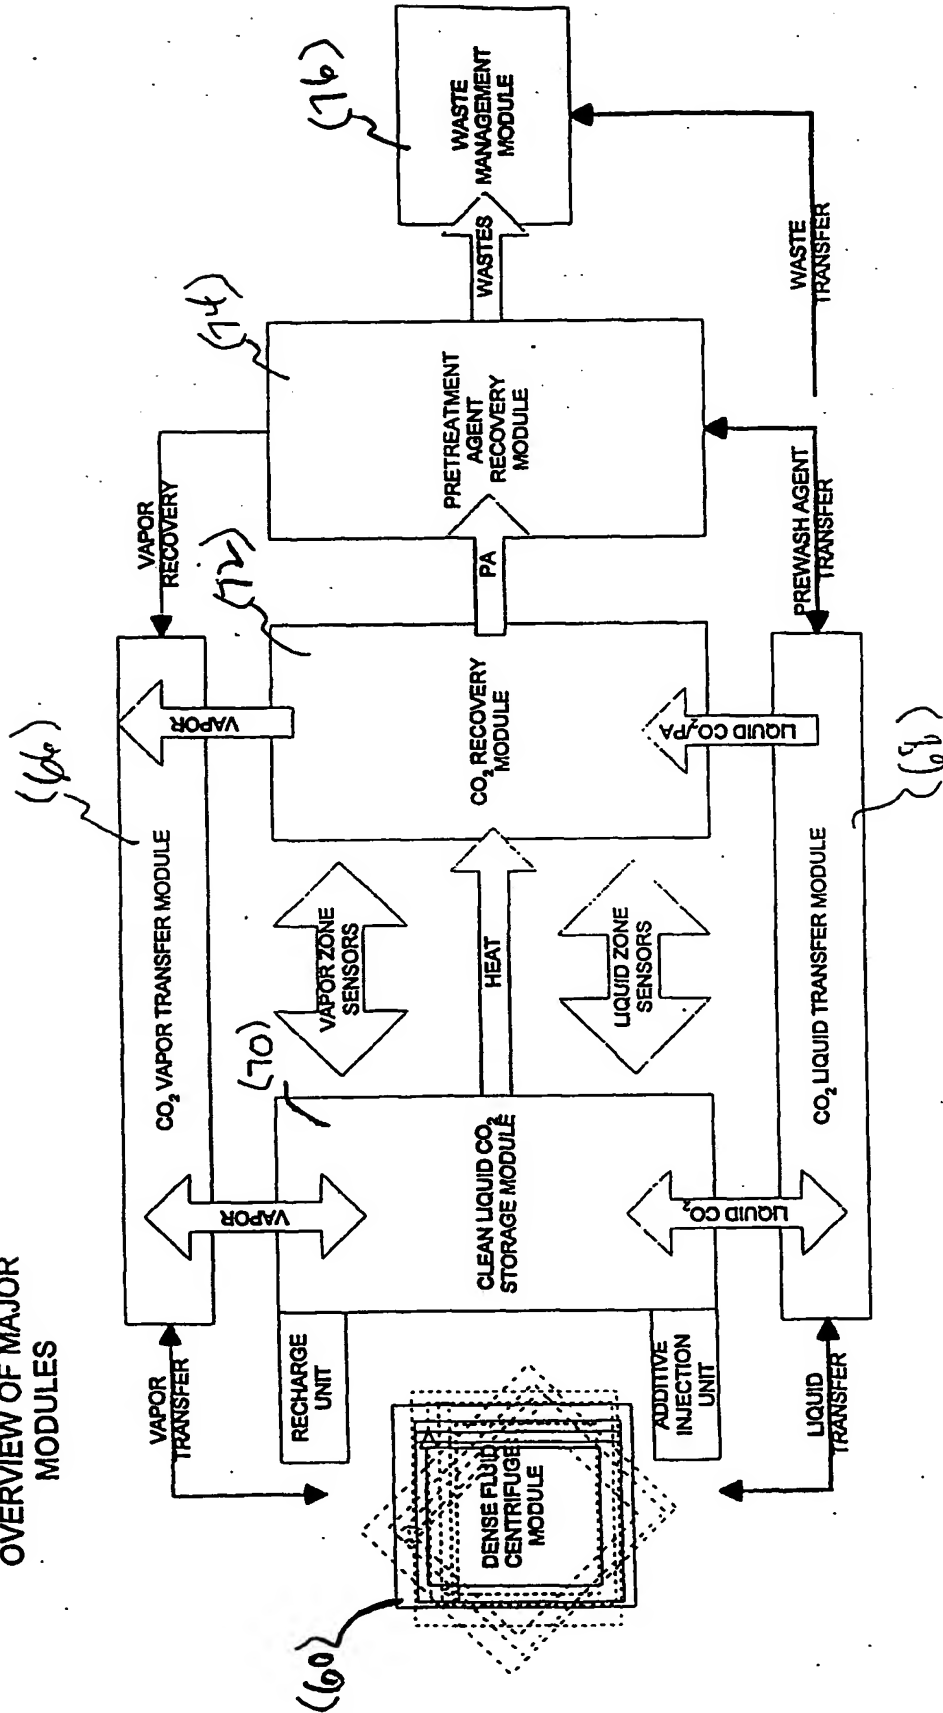 OVERVIEW OF MAJOR
MODULES
(66)
VAPOR
TRANSFER
CO₂ VAPOR TRANSFER MODULE
VAPOR
RECOVERY
VAPOR
VAPOR
(70)
(72)
(74)
(76)
RECHARGE
UNIT
VAPOR ZONE
SENSORS
(60)
DENSE FLUID
CENTRIFUGE
MODULE
CLEAN LIQUID CO₂
STORAGE MODULE
HEAT
CO₂ RECOVERY
MODULE
PA
PRETREATMENT
AGENT
RECOVERY
MODULE
WASTES
WASTE
MANAGEMENT
MODULE
ADDITIVE
INJECTION
UNIT
LIQUID ZONE
SENSORS
LIQUID CO₂
LIQUID CO₂/PA
LIQUID
TRANSFER
CO₂ LIQUID TRANSFER MODULE
PREWASH AGENT
TRANSFER
WASTE
TRANSFER
(68)